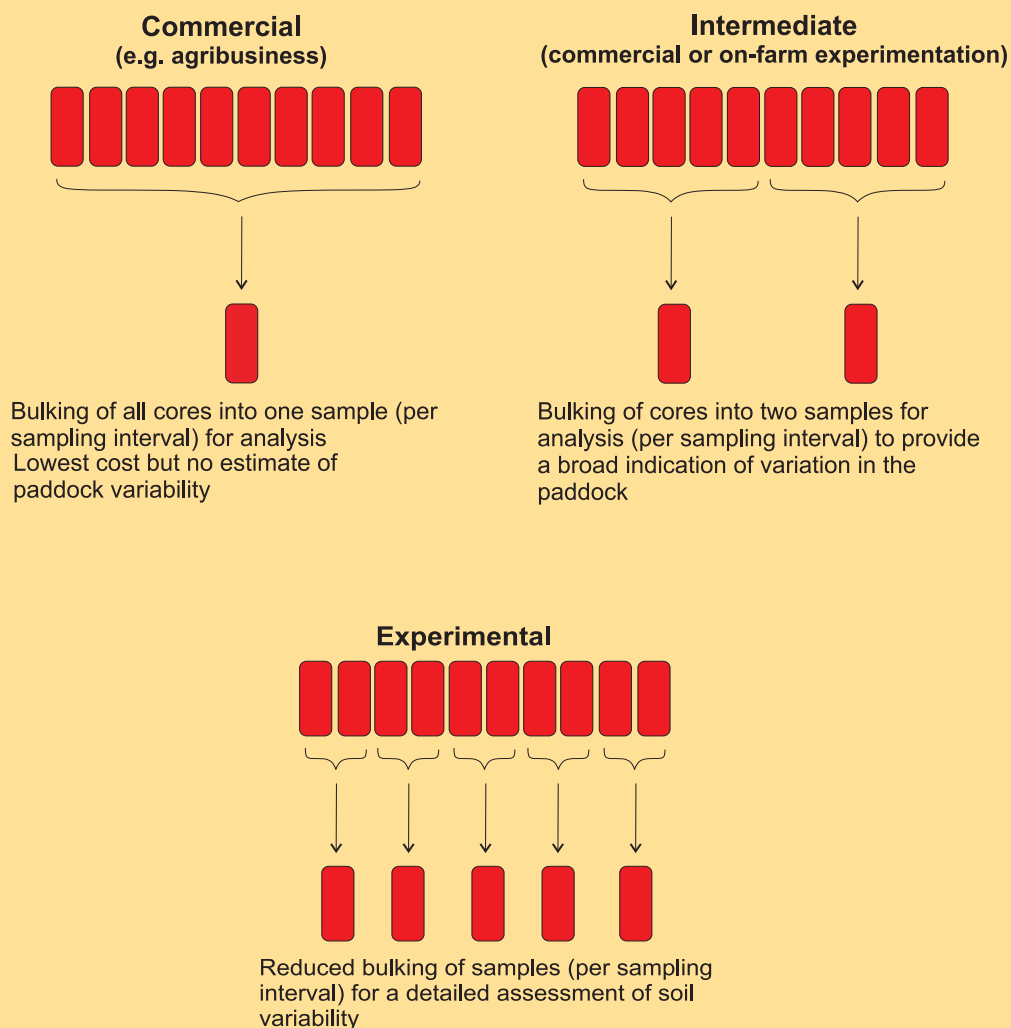 Commercial
(e.g. agribusiness)
Intermediate
(commercial or on-farm experimentation)
Bulking of all cores into one sample (per
sampling interval) for analysis
Lowest cost but no estimate of
paddock variability
Bulking of cores into two samples for
analysis (per sampling interval) to provide
a broad indication of variation in the
paddock
Experimental
Reduced bulking of samples (per sampling
interval) for a detailed assessment of soil
variability